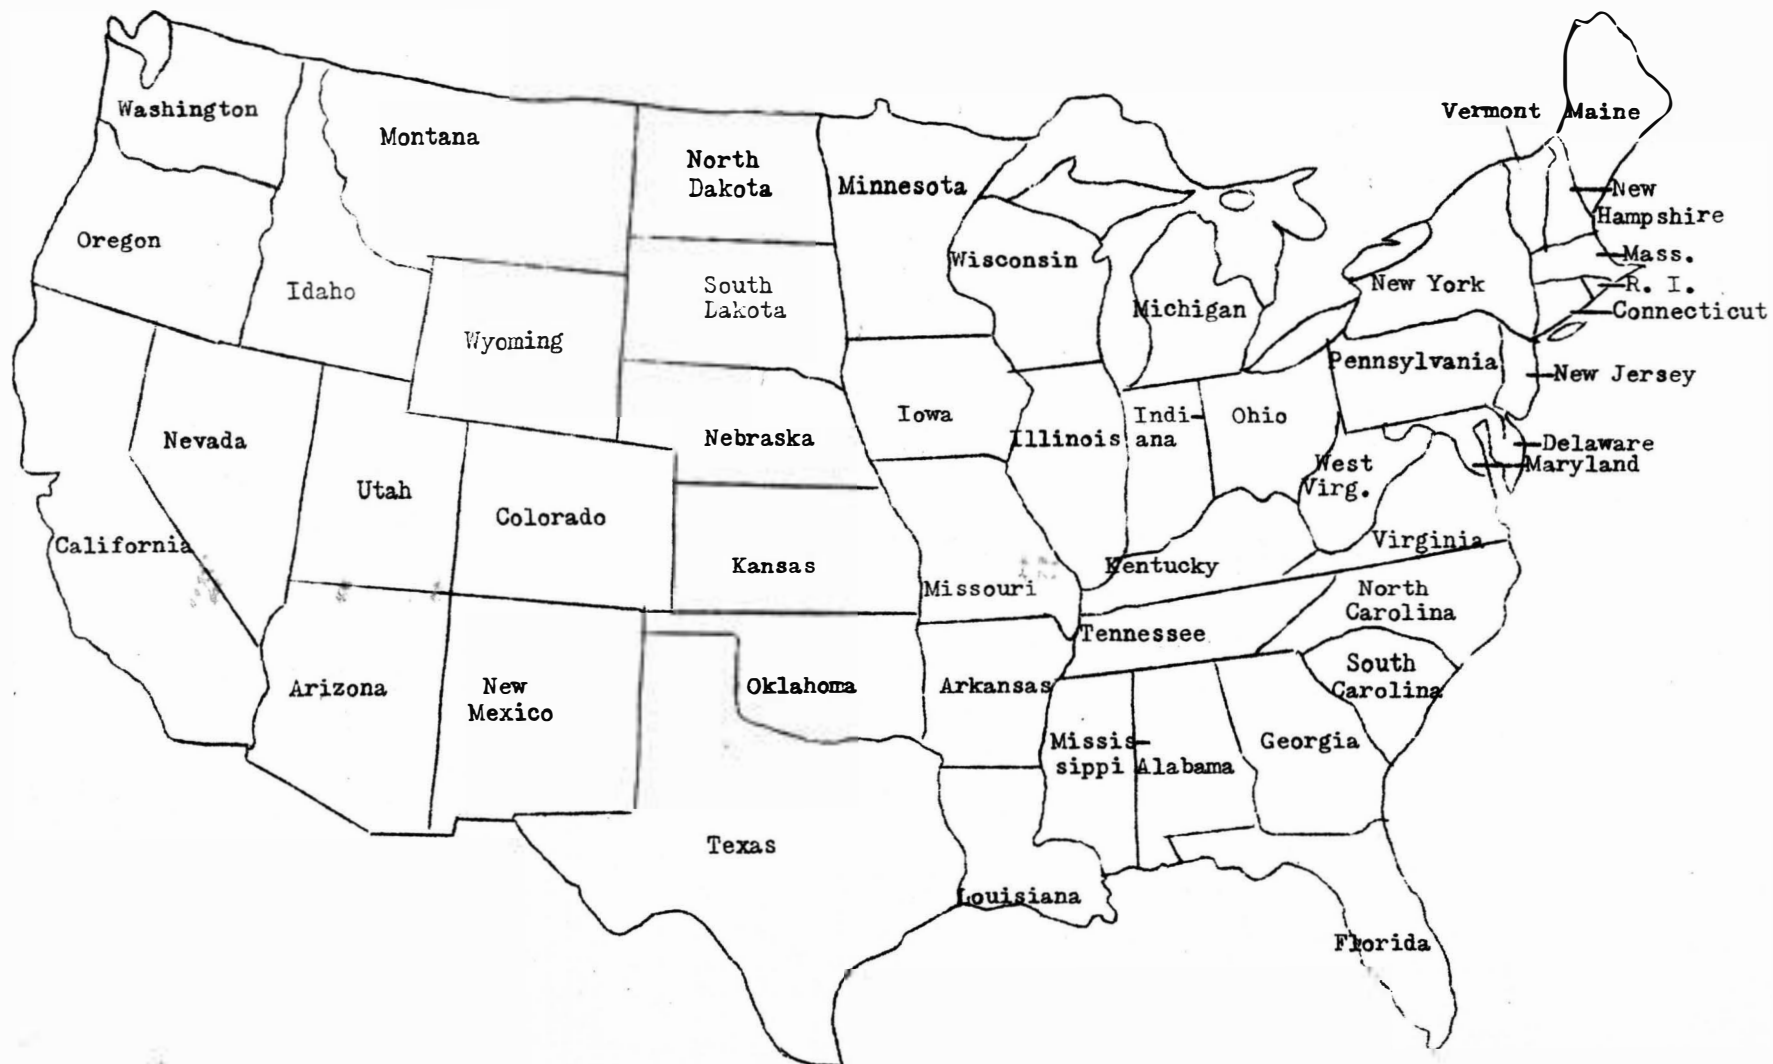 Washington
Montana
North
Dakota
Minnesota
Vermont
Maine
New
Hampshire
Mass.
R. I.
Connecticut
Oregon
Idaho
Wyoming
South
Dakota
Wisconsin
Michigan
New York
Pennsylvania
New Jersey
Nevada
Utah
Colorado
Nebraska
Iowa
Illinois
Indi-
ana
Ohio
West
Virg.
Delaware
Maryland
Virginia
California
Kansas
Missouri
Kentucky
North
Carolina
Tennessee
South
Carolina
Arizona
New
Mexico
Oklahoma
Arkansas
Missis-
sippi
Alabama
Georgia
Texas
Louisiana
Florida